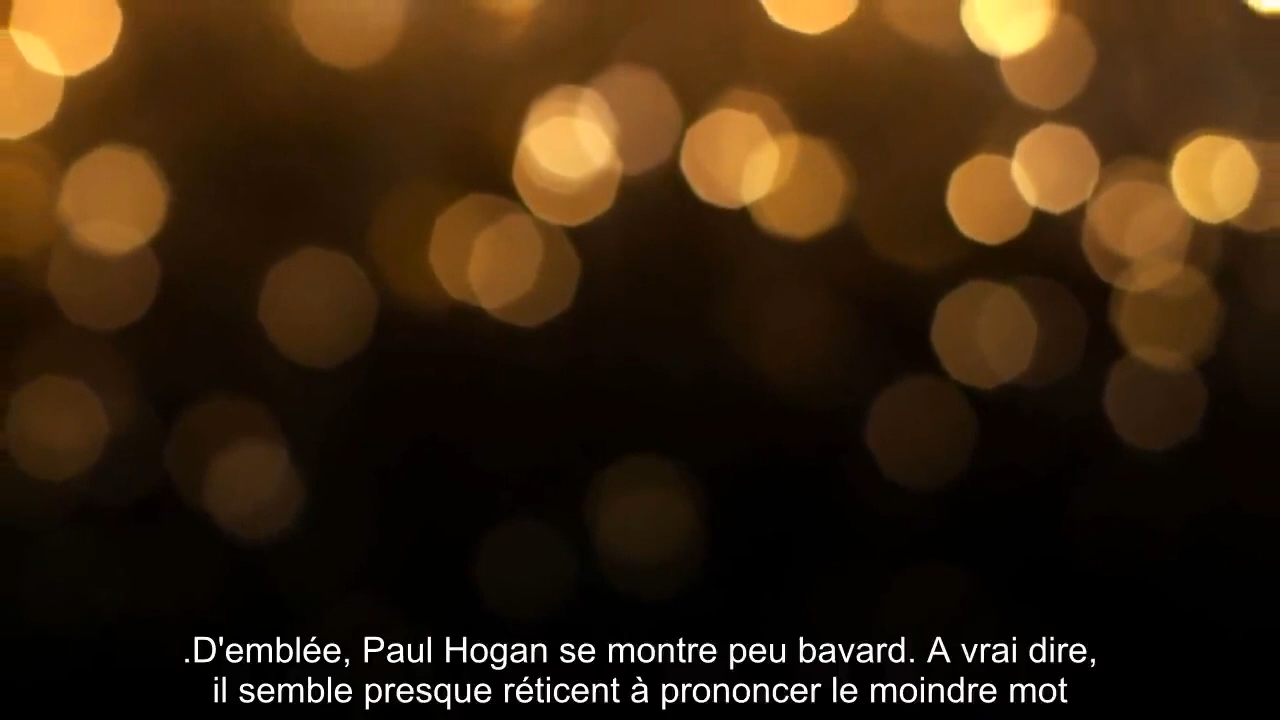 .D'emblée, Paul Hogan se montre peu bavard. A vrai dire,
il semble presque réticent à prononcer le moindre mot